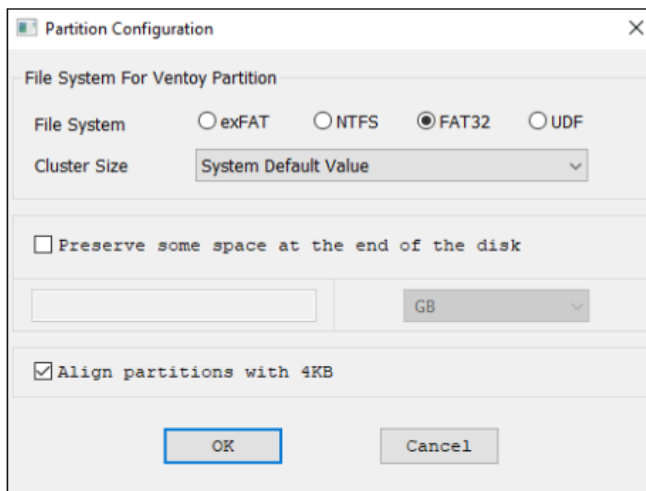 Partition Configuration
File System For Ventoy Partition
File System exFAT NTFS FAT32 UDF
Cluster Size System Default Value
Preserve some space at the end of the disk
GB
Align partitions with 4KB
OK Cancel